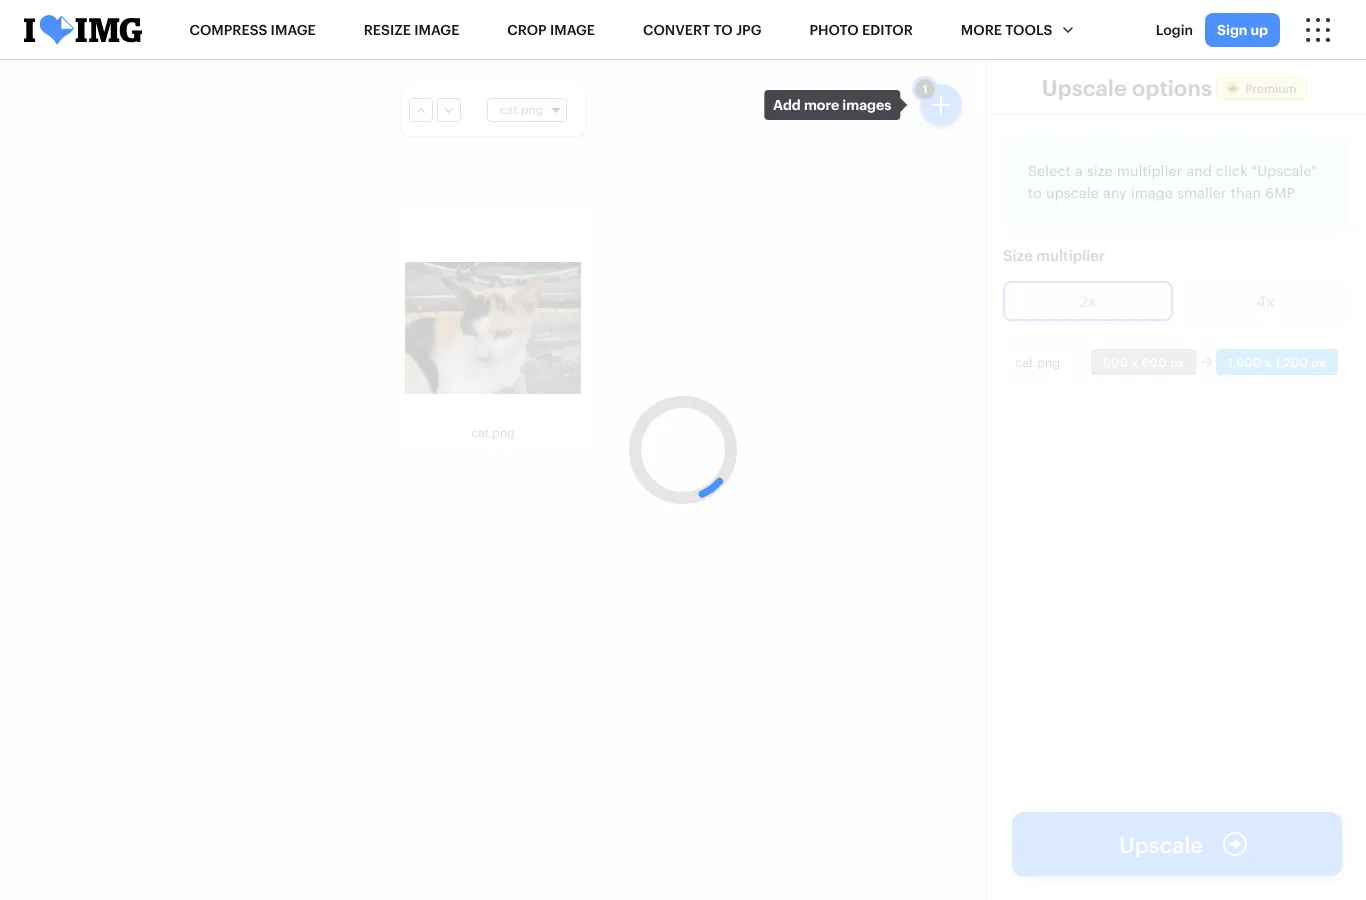 I IMG
COMPRESS IMAGE
RESIZE IMAGE
CROP IMAGE
CONVERT TO JPG
PHOTO EDITOR
MORE TOOLS
Login
Sign up
cat.png
Add more images
1
Upscale options
Premium
Select a size multiplier and click "Upscale"
to upscale any image smaller than 6MP
Size multiplier
2x
4x
cat.png
800 x 600 px
1,600 x 1,200 px
cat.png
Upscale